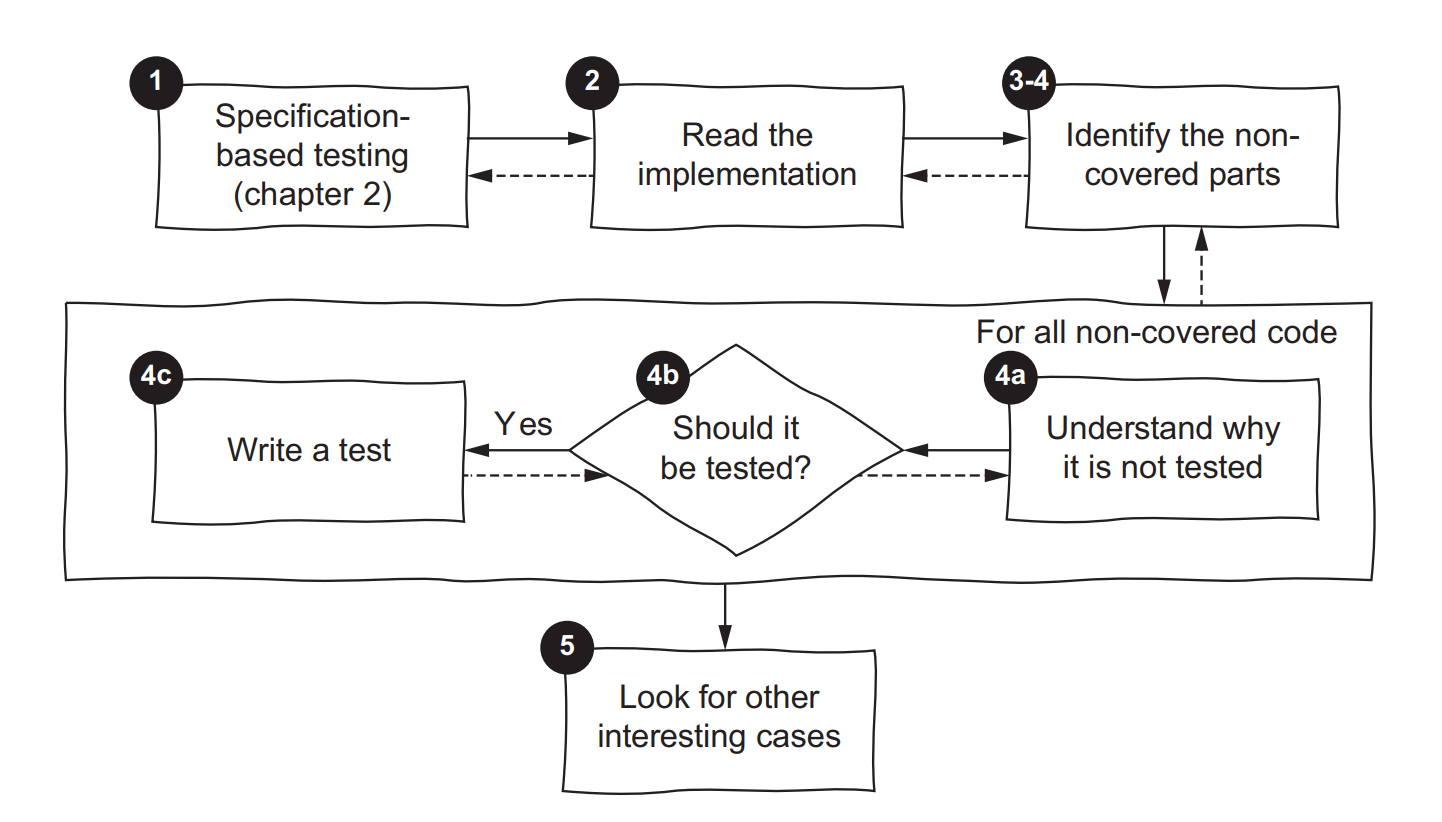 1
Specification-
based testing
(chapter 2)
2
Read the
implementation
3-4
Identify the non-
covered parts
For all non-covered code
4c
Write a test
Yes
4b
Should it
be tested?
4a
Understand why
it is not tested
5
Look for other
interesting cases